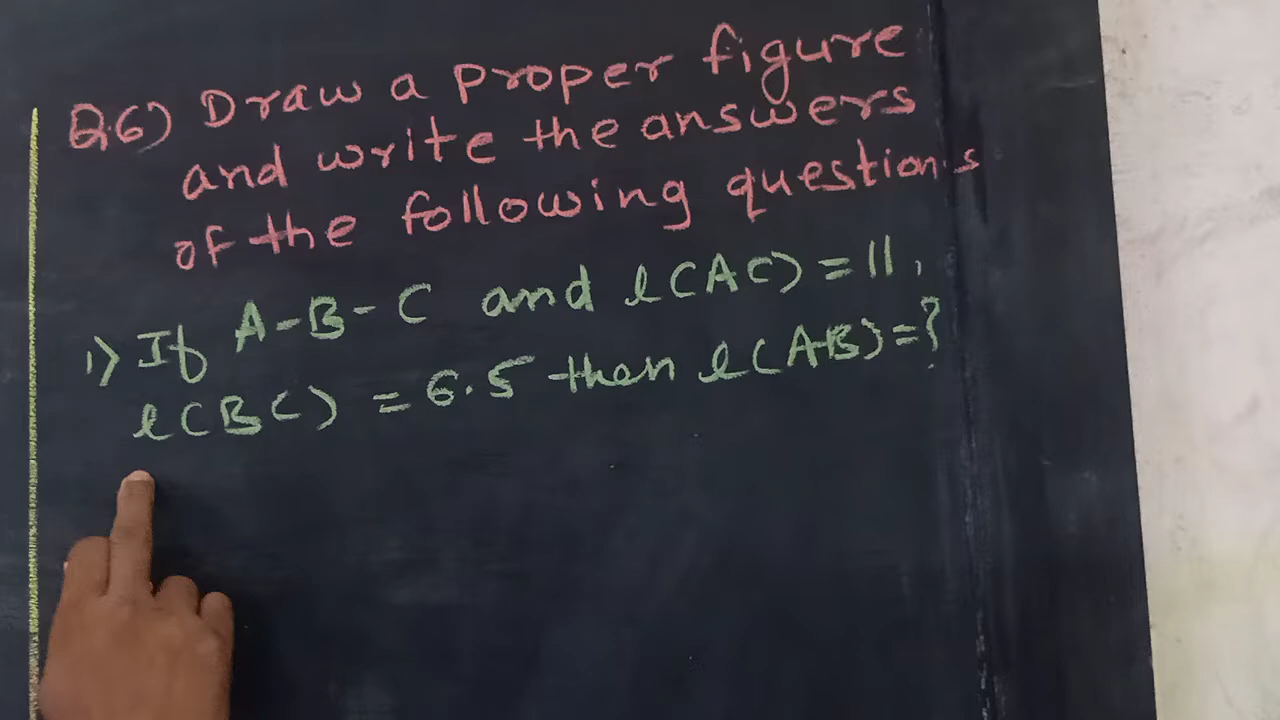 Q.6) Draw a proper figure
and write the answers
of the following questions
1) If A-B-C and l(AC) = 11,
l(BC) = 6.5 then l(AB)=?